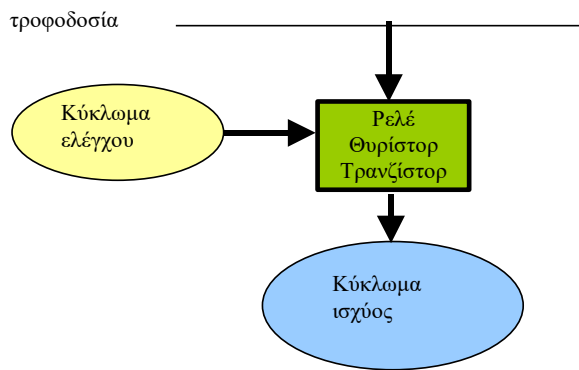 τροφοδοσία
Κύκλωμα
ελέγχου
Ρελέ
Θυρίστορ
Τρανζίστορ
Κύκλωμα
ισχύος